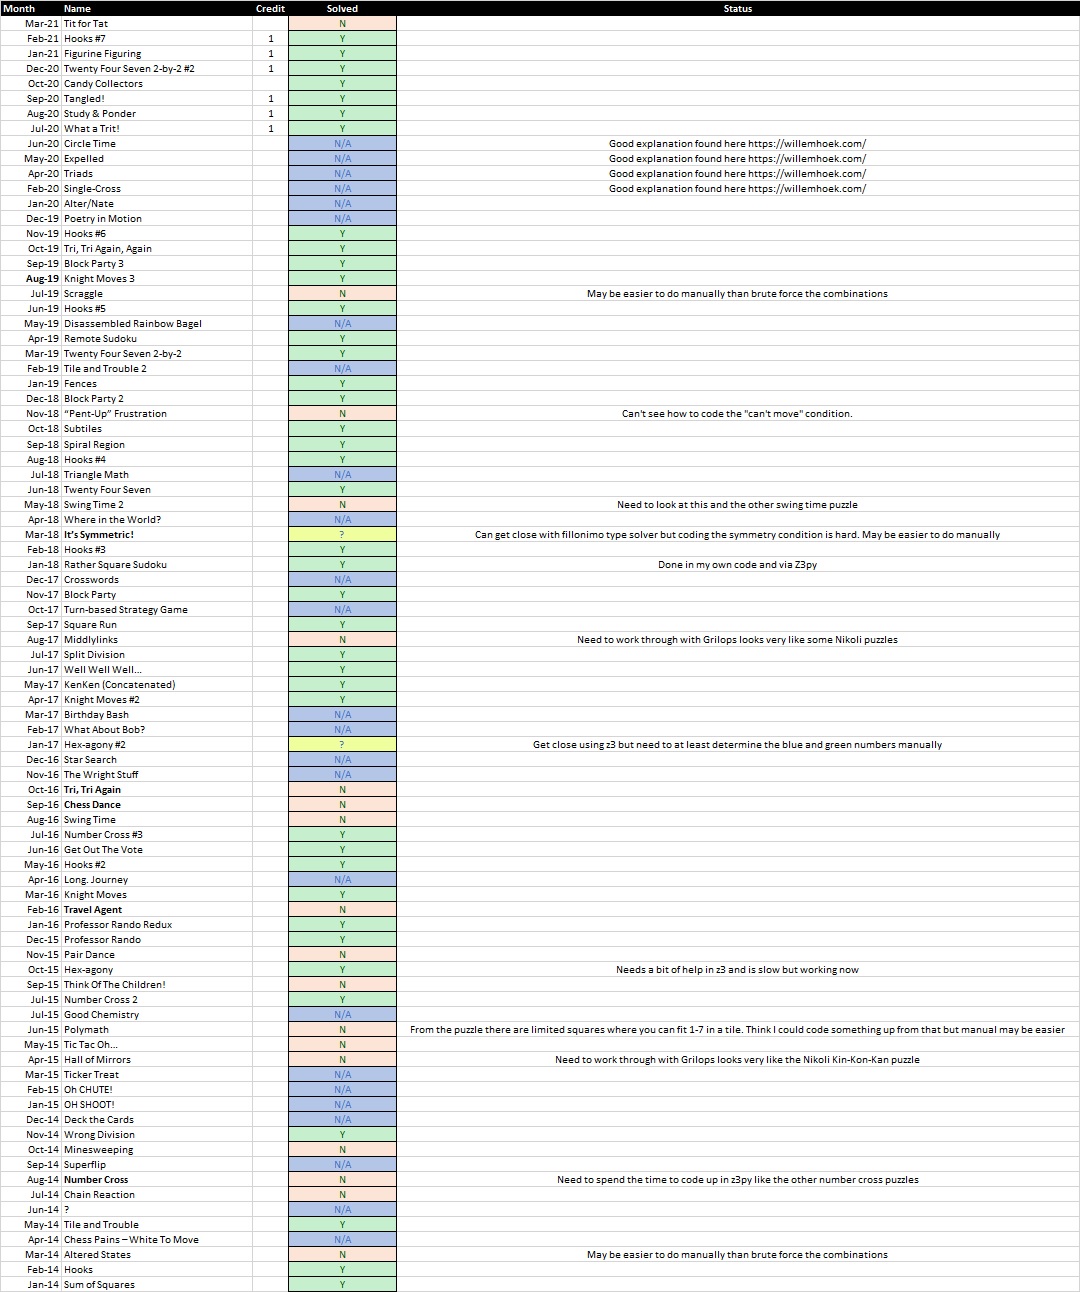 Month Name Credit Solved Status
Mar-21 Tit for Tat N
Feb-21 Hooks #7 1 Y
Jan-21 Figurine Figuring 1 Y
Dec-20 Twenty Four Seven 2-by-2 #2 1 Y
Oct-20 Candy Collectors Y
Sep-20 Tangled! 1 Y
Aug-20 Study & Ponder 1 Y
Jul-20 What a Trit! 1 Y
Jun-20 Circle Time N/A Good explanation found here https://willemhoek.com/
May-20 Expelled N/A Good explanation found here https://willemhoek.com/
Apr-20 Triads N/A Good explanation found here https://willemhoek.com/
Feb-20 Single-Cross N/A Good explanation found here https://willemhoek.com/
Jan-20 Alter/Nate N/A
Dec-19 Poetry in Motion N/A
Nov-19 Hooks #6 Y
Oct-19 Tri, Tri Again, Again Y
Sep-19 Block Party 3 Y
Aug-19 Knight Moves 3 Y
Jul-19 Scraggle N May be easier to do manually than brute force the combinations
Jun-19 Hooks #5 Y
May-19 Disassembled Rainbow Bagel N/A
Apr-19 Remote Sudoku Y
Mar-19 Twenty Four Seven 2-by-2 Y
Feb-19 Tile and Trouble 2 N/A
Jan-19 Fences Y
Dec-18 Block Party 2 Y
Nov-18 “Pent-Up” Frustration N Can't see how to code the "can't move" condition.
Oct-18 Subtiles Y
Sep-18 Spiral Region Y
Aug-18 Hooks #4 Y
Jul-18 Triangle Math N/A
Jun-18 Twenty Four Seven Y
May-18 Swing Time 2 N Need to look at this and the other swing time puzzle
Apr-18 Where in the World? N/A
Mar-18 It’s Symmetric! ? Can get close with fillonimo type solver but coding the symmetry condition is hard. May be easier to do manually
Feb-18 Hooks #3 Y
Jan-18 Rather Square Sudoku Y Done in my own code and via Z3py
Dec-17 Crosswords N/A
Nov-17 Block Party Y
Oct-17 Turn-based Strategy Game N/A
Sep-17 Square Run Y
Aug-17 Middlylinks N Need to work through with Grilops looks very like some Nikoli puzzles
Jul-17 Split Division Y
Jun-17 Well Well Well... Y
May-17 KenKen (Concatenated) Y
Apr-17 Knight Moves #2 Y
Mar-17 Birthday Bash N/A
Feb-17 What About Bob? N/A
Jan-17 Hex-agony #2 ? Get close using z3 but need to at least determine the blue and green numbers manually
Dec-16 Star Search N/A
Nov-16 The Wright Stuff N/A
Oct-16 Tri, Tri Again N
Sep-16 Chess Dance N
Aug-16 Swing Time N
Jul-16 Number Cross #3 Y
Jun-16 Get Out The Vote Y
May-16 Hooks #2 Y
Apr-16 Long. Journey N/A
Mar-16 Knight Moves Y
Feb-16 Travel Agent N
Jan-16 Professor Rando Redux Y
Dec-15 Professor Rando Y
Nov-15 Pair Dance N
Oct-15 Hex-agony Y Needs a bit of help in z3 and is slow but working now
Sep-15 Think Of The Children! N
Jul-15 Number Cross 2 Y
Jul-15 Good Chemistry N/A
Jun-15 Polymath N From the puzzle there are limited squares where you can fit 1-7 in a tile. Think I could code something up from that but manual may be easier
May-15 Tic Tac Oh... N
Apr-15 Hall of Mirrors N Need to work through with Grilops looks very like the Nikoli Kin-Kon-Kan puzzle
Mar-15 Ticker Treat N/A
Feb-15 Oh CHUTE! N/A
Jan-15 OH SHOOT! N/A
Dec-14 Deck the Cards N/A
Nov-14 Wrong Division Y
Oct-14 Minesweeping N
Sep-14 Superflip N/A
Aug-14 Number Cross N Need to spend the time to code up in z3py like the other number cross puzzles
Jul-14 Chain Reaction N
Jun-14 ? N/A
May-14 Tile and Trouble Y
Apr-14 Chess Pains – White To Move N/A
Mar-14 Altered States N May be easier to do manually than brute force the combinations
Feb-14 Hooks Y
Jan-14 Sum of Squares Y